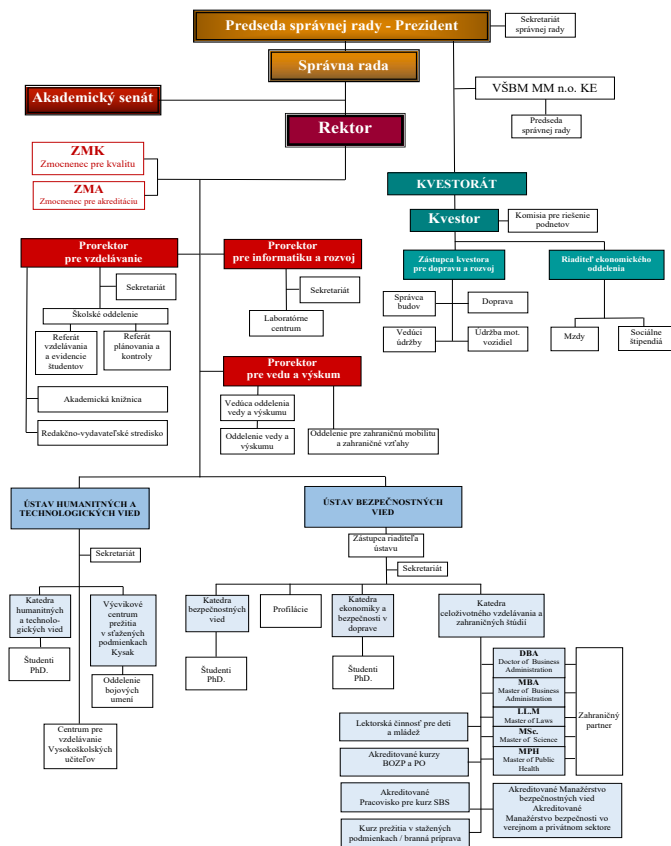 Predseda správnej rady - Prezident
Sekretariát
správnej rady
Správna rada
VŠBM MM n.o. KE
Akademický senát
Predseda
správnej rady
Rektor
ZMK
Zmocnenec pre kvalitu
ZMA
Zmocnenec pre akreditáciu
KVESTORÁT
Kvestor
Komisia pre riešenie
podnetov
Prorektor
pre vzdelávanie
Prorektor
pre informatiku a rozvoj
Zástupca kvestora
pre dopravu a rozvoj
Riaditeľ ekonomického
oddelenia
Sekretariát
Sekretariát
Správca
budov
Doprava
Školské oddelenie
Laboratórne
centrum
Referát
vzdelávania
a evidencie
študentov
Referát
plánovania a
kontroly
Vedúci
údržby
Údržba mot.
vozidiel
Mzdy
Sociálne
štipendiá
Prorektor
pre vedu a výskum
Akademická knižnica
Vedúca oddelenia
vedy a výskumu
Redakčno-vydavateľské stredisko
Oddelenie vedy a
výskumu
Oddelenie pre zahraničnú mobilitu
a zahraničné vzťahy
ÚSTAV HUMANITNÝCH A
TECHNOLOGICKÝCH VIED
ÚSTAV BEZPEČNOSTNÝCH
VIED
Zástupca riaditeľa
ústavu
Sekretariát
Sekretariát
Katedra
humanitných
a technolo-
gických vied
Výcvikové
centrum
prežitia
v sťažených
podmienkach
Kysak
Katedra
bezpečnostných
vied
Profilácie
Katedra
ekonomiky a
bezpečnosti v
doprave
Katedra
celoživotného vzdelávania a
zahraničných štúdií
Študenti
PhD.
Oddelenie
bojových
umení
Študenti
PhD.
Študenti
PhD.
DBA
Doctor of Business
Administration
MBA
Master of Business
Administration
LL.M
Master of Laws
MSc.
Master of Science
MPH
Master of Public
Health
Zahraničný
partner
Centrum pre
vzdelávanie
Vysokoškolských
učiteľov
Lektorská činnosť pre deti
a mládež
Akreditované kurzy
BOZP a PO
Akreditované
Pracovisko pre kurz SBS
Akreditované Manažérstvo
bezpečnostných vied
Akreditované
Manažérstvo bezpečnosti vo
verejnom a privátnom sektore
Kurz prežitia v stažených
podmienkach / branná príprava